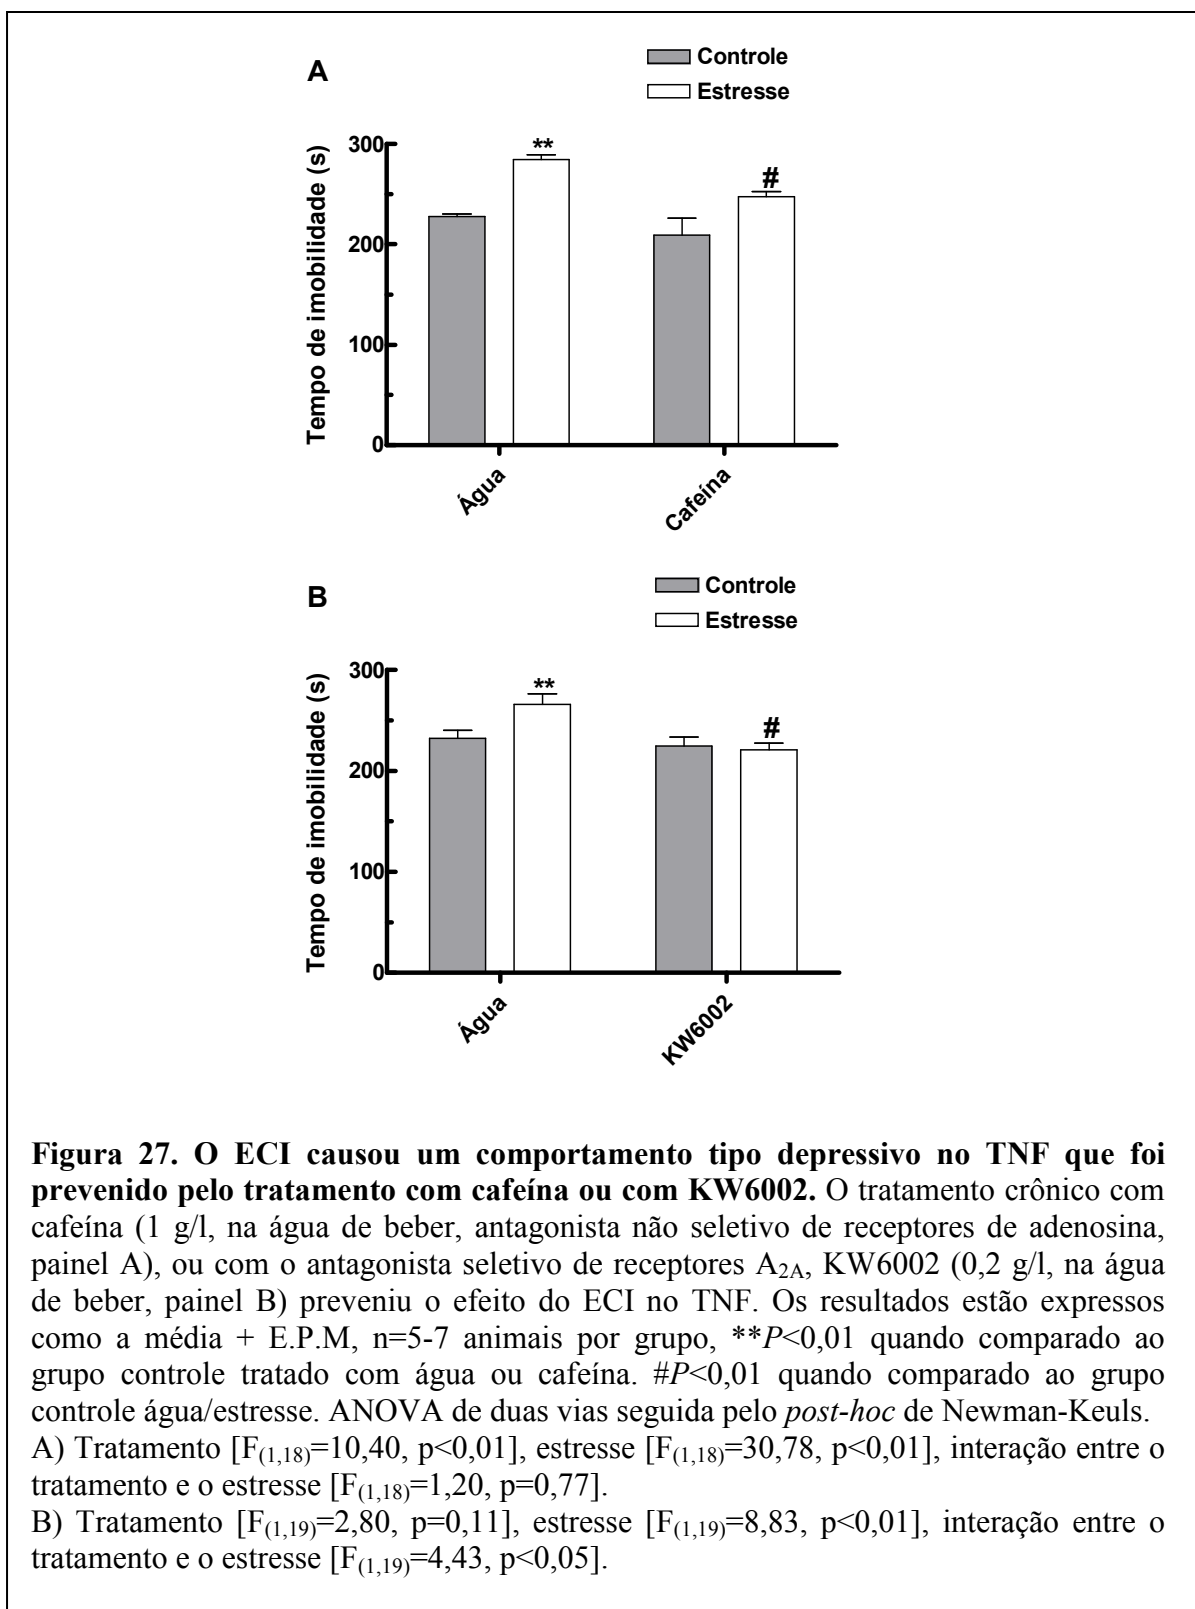 A
Controle
Estresse
Tempo de imobilidade (s)
300
200
100
0
**
#
Água
Cafeína
B
Controle
Estresse
Tempo de imobilidade (s)
300
200
100
0
**
#
Água
KW6002
Figura 27. O ECI causou um comportamento tipo depressivo no TNF que foi
prevenido pelo tratamento com cafeína ou com KW6002. O tratamento crônico com
cafeína (1 g/l, na água de beber, antagonista não seletivo de receptores de adenosina,
painel A), ou com o antagonista seletivo de receptores A2A, KW6002 (0,2 g/l, na água
de beber, painel B) preveniu o efeito do ECI no TNF. Os resultados estão expressos
como a média + E.P.M, n=5-7 animais por grupo, **P<0,01 quando comparado ao
grupo controle tratado com água ou cafeína. #P<0,01 quando comparado ao grupo
controle água/estresse. ANOVA de duas vias seguida pelo post-hoc de Newman-Keuls.
A) Tratamento [F(1,18)=10,40, p<0,01], estresse [F(1,18)=30,78, p<0,01], interação entre o
tratamento e o estresse [F(1,18)=1,20, p=0,77].
B) Tratamento [F(1,19)=2,80, p=0,11], estresse [F(1,19)=8,83, p<0,01], interação entre o
tratamento e o estresse [F(1,19)=4,43, p<0,05].